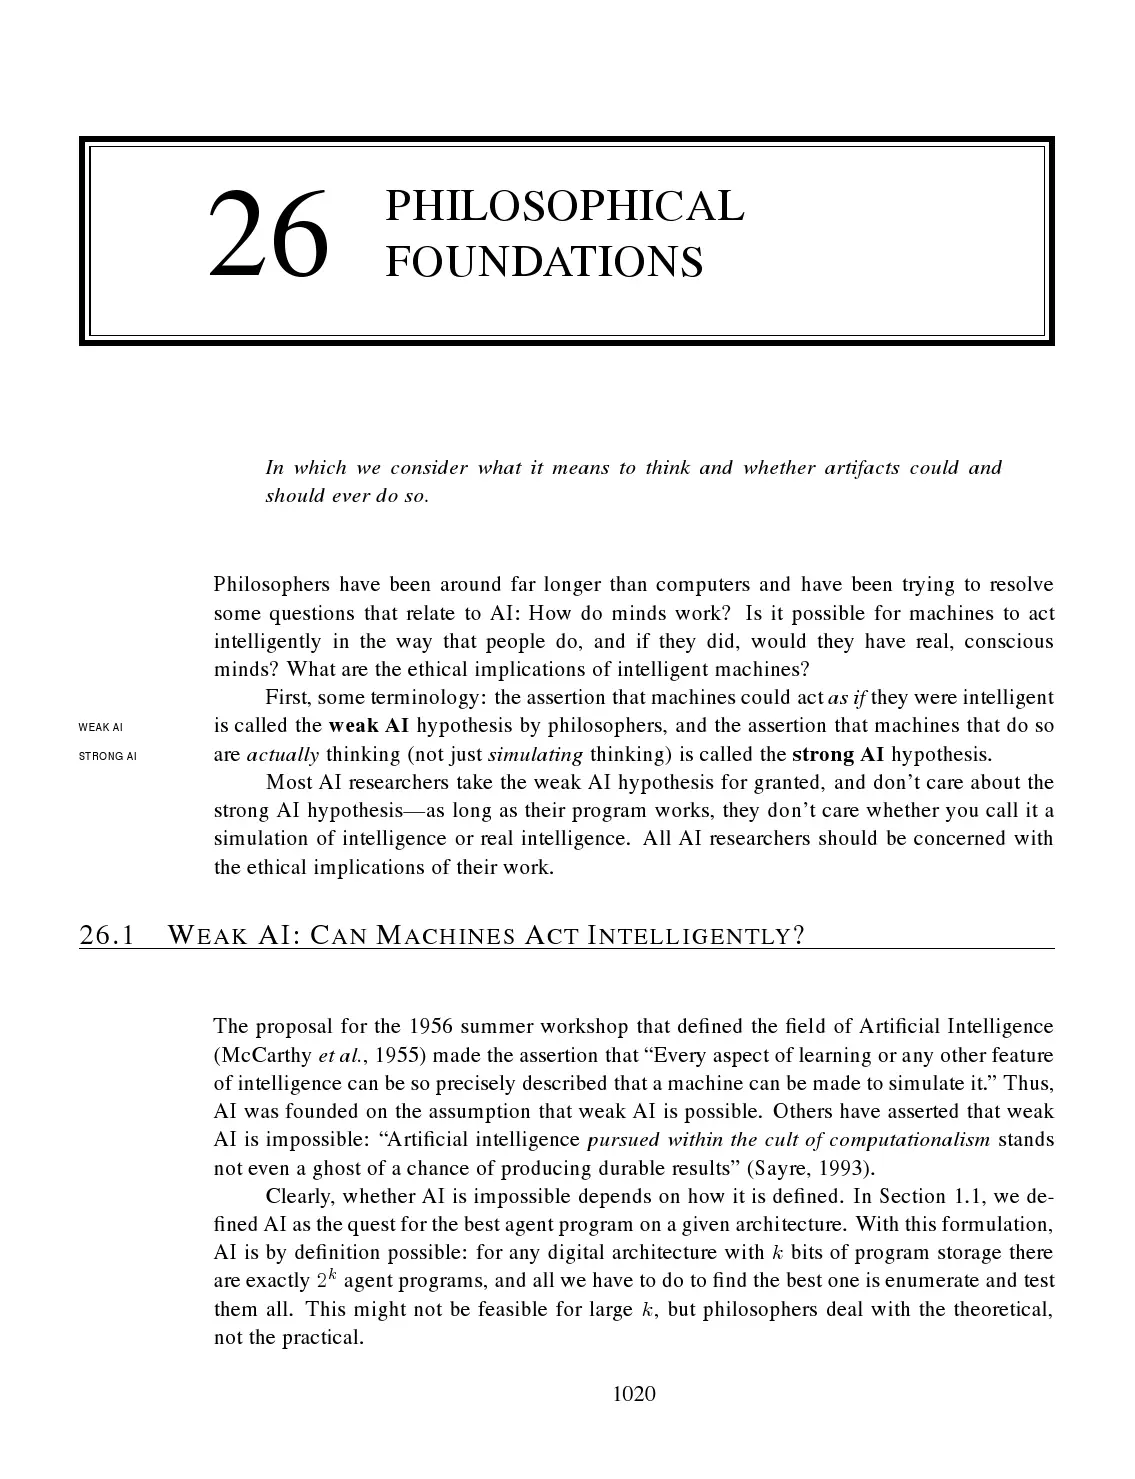 26
PHILOSOPHICAL
FOUNDATIONS
In which we consider what it means to think and whether artifacts could and
should ever do so.
Philosophers have been around far longer than computers and have been trying to resolve
some questions that relate to AI: How do minds work? Is it possible for machines to act
intelligently in the way that people do, and if they did, would they have real, conscious
minds? What are the ethical implications of intelligent machines?
First, some terminology: the assertion that machines could act as if they were intelligent
WEAK AI
is called the weak AI hypothesis by philosophers, and the assertion that machines that do so
STRONG AI
are actually thinking (not just simulating thinking) is called the strong AI hypothesis.
Most AI researchers take the weak AI hypothesis for granted, and don't care about the
strong AI hypothesis—as long as their program works, they don't care whether you call it a
simulation of intelligence or real intelligence. All AI researchers should be concerned with
the ethical implications of their work.
26.1 WEAK AI: CAN MACHINES ACT INTELLIGENTLY?
The proposal for the 1956 summer workshop that defined the field of Artificial Intelligence
(McCarthy et al., 1955) made the assertion that “Every aspect of learning or any other feature
of intelligence can be so precisely described that a machine can be made to simulate it.” Thus,
AI was founded on the assumption that weak AI is possible. Others have asserted that weak
AI is impossible: “Artificial intelligence pursued within the cult of computationalism stands
not even a ghost of a chance of producing durable results” (Sayre, 1993).
Clearly, whether AI is impossible depends on how it is defined. In Section 1.1, we de-
fined AI as the quest for the best agent program on a given architecture. With this formulation,
AI is by definition possible: for any digital architecture with k bits of program storage there
are exactly 2^k agent programs, and all we have to do to find the best one is enumerate and test
them all. This might not be feasible for large k, but philosophers deal with the theoretical,
not the practical.
1020